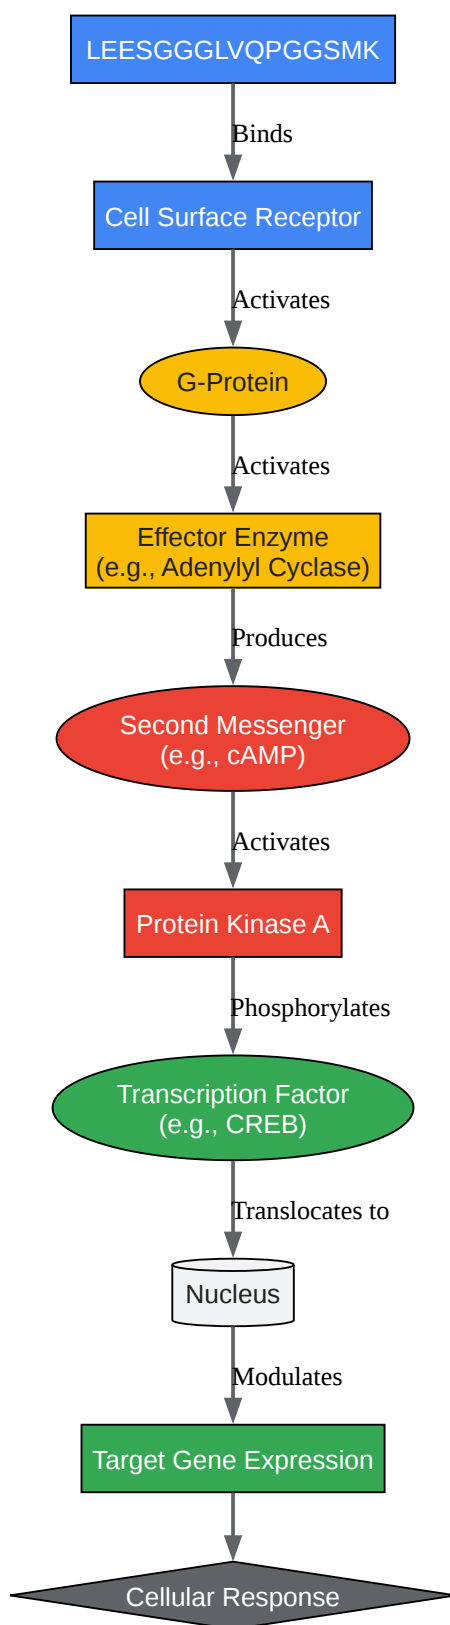 LEESGGGLVQPGGSMK
Binds
Cell Surface Receptor
Activates
G-Protein
Activates
Effector Enzyme
(e.g., Adenylyl Cyclase)
Produces
Second Messenger
(e.g., cAMP)
Activates
Protein Kinase A
Phosphorylates
Transcription Factor
(e.g., CREB)
Translocates to
Nucleus
Modulates
Target Gene Expression
Cellular Response